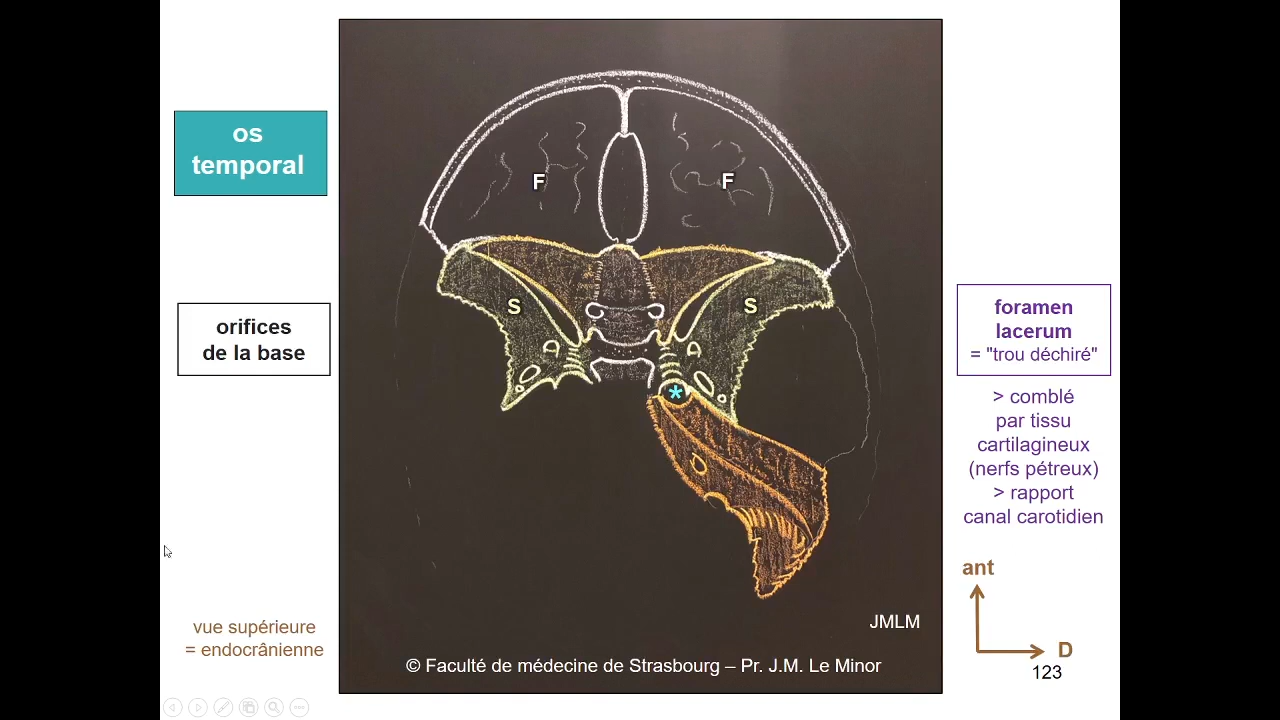 os
temporal
orifices
de la base
vue supérieure
= endocrânienne
F
F
S
S
*
JMLM
© Faculté de médecine de Strasbourg – Pr. J.M. Le Minor
foramen
lacerum
= "trou déchiré"
> comblé
par tissu
cartilagineux
(nerfs pétreux)
> rapport
canal carotidien
ant
D
123